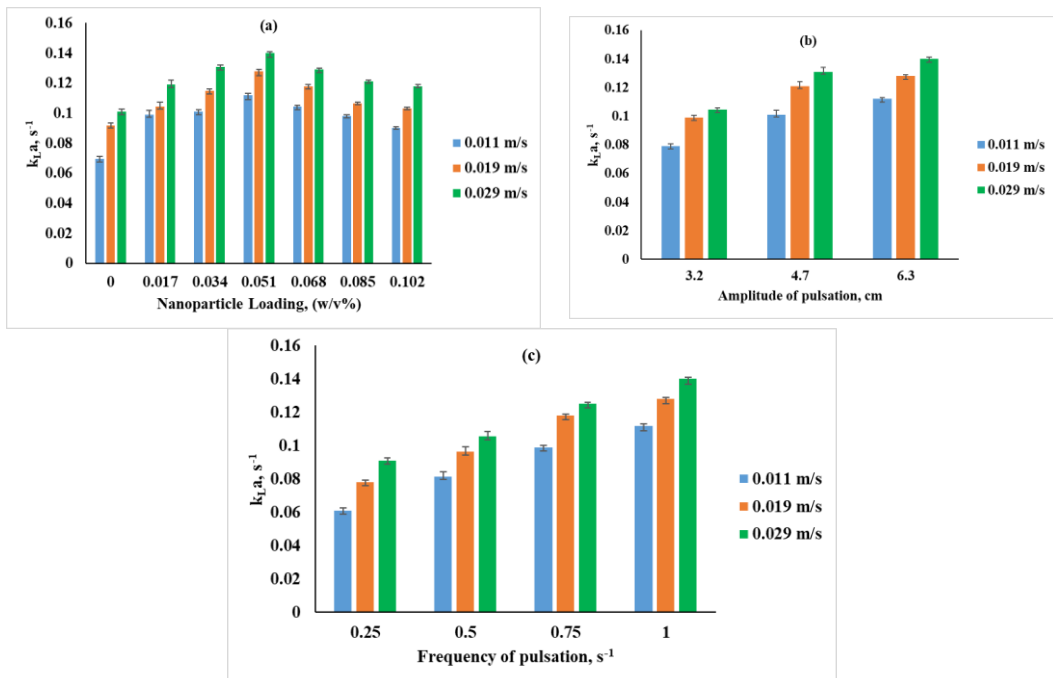 (a)
0.16
0.14
0.12
0.1
0.08
0.06
0.04
0.02
0
kLa, s-1
0 0.017 0.034 0.051 0.068 0.085 0.102
Nanoparticle Loading, (w/v%)
0.011 m/s
0.019 m/s
0.029 m/s
(b)
0.16
0.14
0.12
0.1
0.08
0.06
0.04
0.02
0
kLa, s-1
3.2 4.7 6.3
Amplitude of pulsation, cm
0.011 m/s
0.019 m/s
0.029 m/s
(c)
0.16
0.14
0.12
0.1
0.08
0.06
0.04
0.02
0
kLa, s-1
0.25 0.5 0.75 1
Frequency of pulsation, s-1
0.011 m/s
0.019 m/s
0.029 m/s